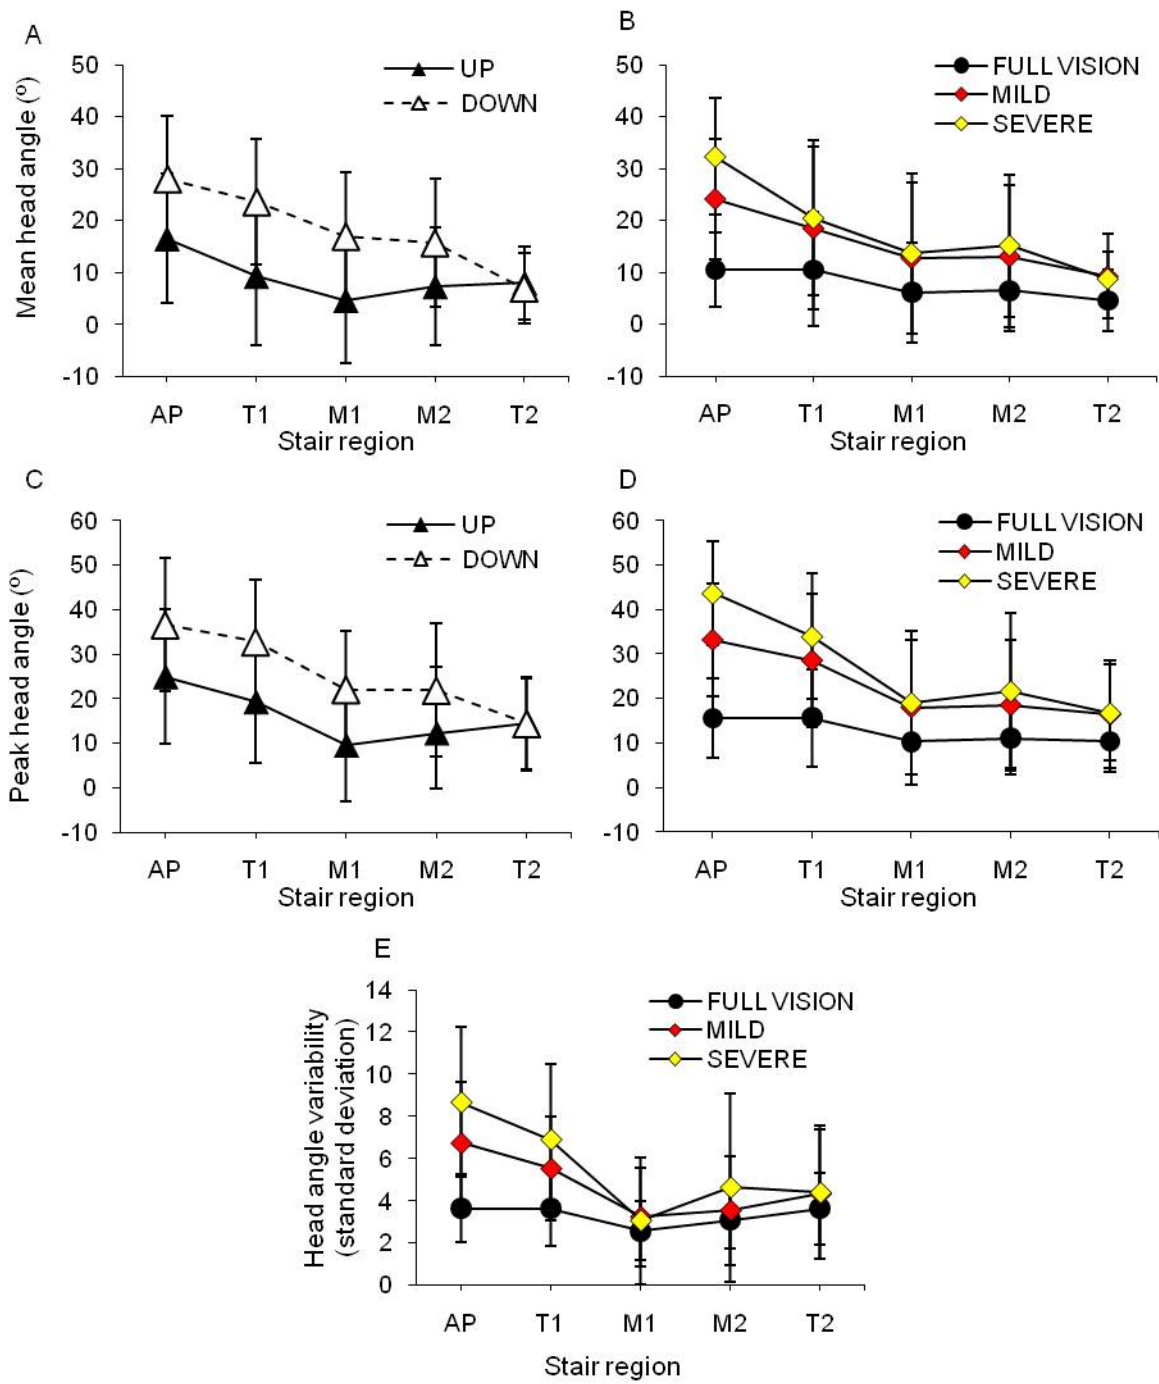 A
Mean head angle (º)
50
40
30
20
10
0
-10
UP
DOWN
AP T1 M1 M2 T2
Stair region
B
50
40
30
20
10
0
-10
FULL VISION
MILD
SEVERE
AP T1 M1 M2 T2
Stair region
C
Peak head angle (º)
60
50
40
30
20
10
0
-10
UP
DOWN
AP T1 M1 M2 T2
Stair region
D
60
50
40
30
20
10
0
-10
FULL VISION
MILD
SEVERE
AP T1 M1 M2 T2
Stair region
E
Head angle variability
(standard deviation)
14
12
10
8
6
4
2
0
FULL VISION
MILD
SEVERE
AP T1 M1 M2 T2
Stair region